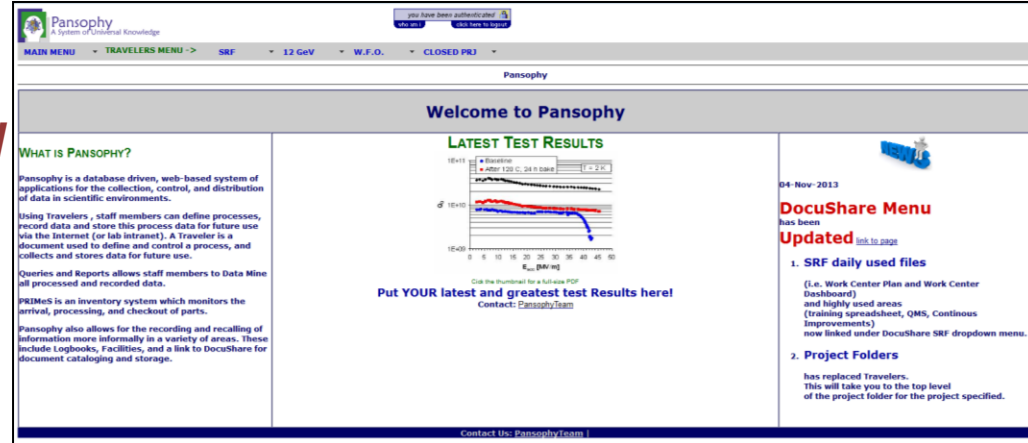 Pansophy
A System of Universal Knowledge
you have been authenticated
who am i
click here to logout
MAIN MENU
TRAVELERS MENU ->
SRF
12 GeV
W.F.O.
CLOSED PRJ
Pansophy
Welcome to Pansophy
WHAT IS PANSOPHY?
Pansophy is a database driven, web-based system of
applications for the collection, control, and distribution
of data in scientific environments.
Using Travelers , staff members can define processes,
record data and store this process data for future use
via the Internet (or lab intranet). A Traveler is a
document used to define and control a process, and
collects and stores data for future use.
Queries and Reports allows staff members to Data Mine
all processed and recorded data.
PRIMeS is an inventory system which monitors the
arrival, processing, and checkout of parts.
Pansophy also allows for the recording and recalling of
information more informally in a variety of areas. These
include Logbooks, Facilities, and a link to DocuShare for
document cataloging and storage.
LATEST TEST RESULTS
Baseline
After 120 C, 24 h bake
T = 2 K
1E+11
1E+10
1E+09
Q0
0 5 10 15 20 25 30 35 40 45 50
Eacc [MV/m]
Click the thumbnail for a full-size PDF
Put YOUR latest and greatest test Results here!
Contact: PansophyTeam
NEWS
04-Nov-2013
DocuShare Menu
has been
Updated link to page
1. SRF daily used files
(i.e. Work Center Plan and Work Center
Dashboard)
and highly used areas
(training spreadsheet, QMS, Continous
Improvements)
now linked under DocuShare SRF dropdown menu.
2. Project Folders
has replaced Travelers.
This will take you to the top level
of the project folder for the project specified.
Contact Us: PansophyTeam |